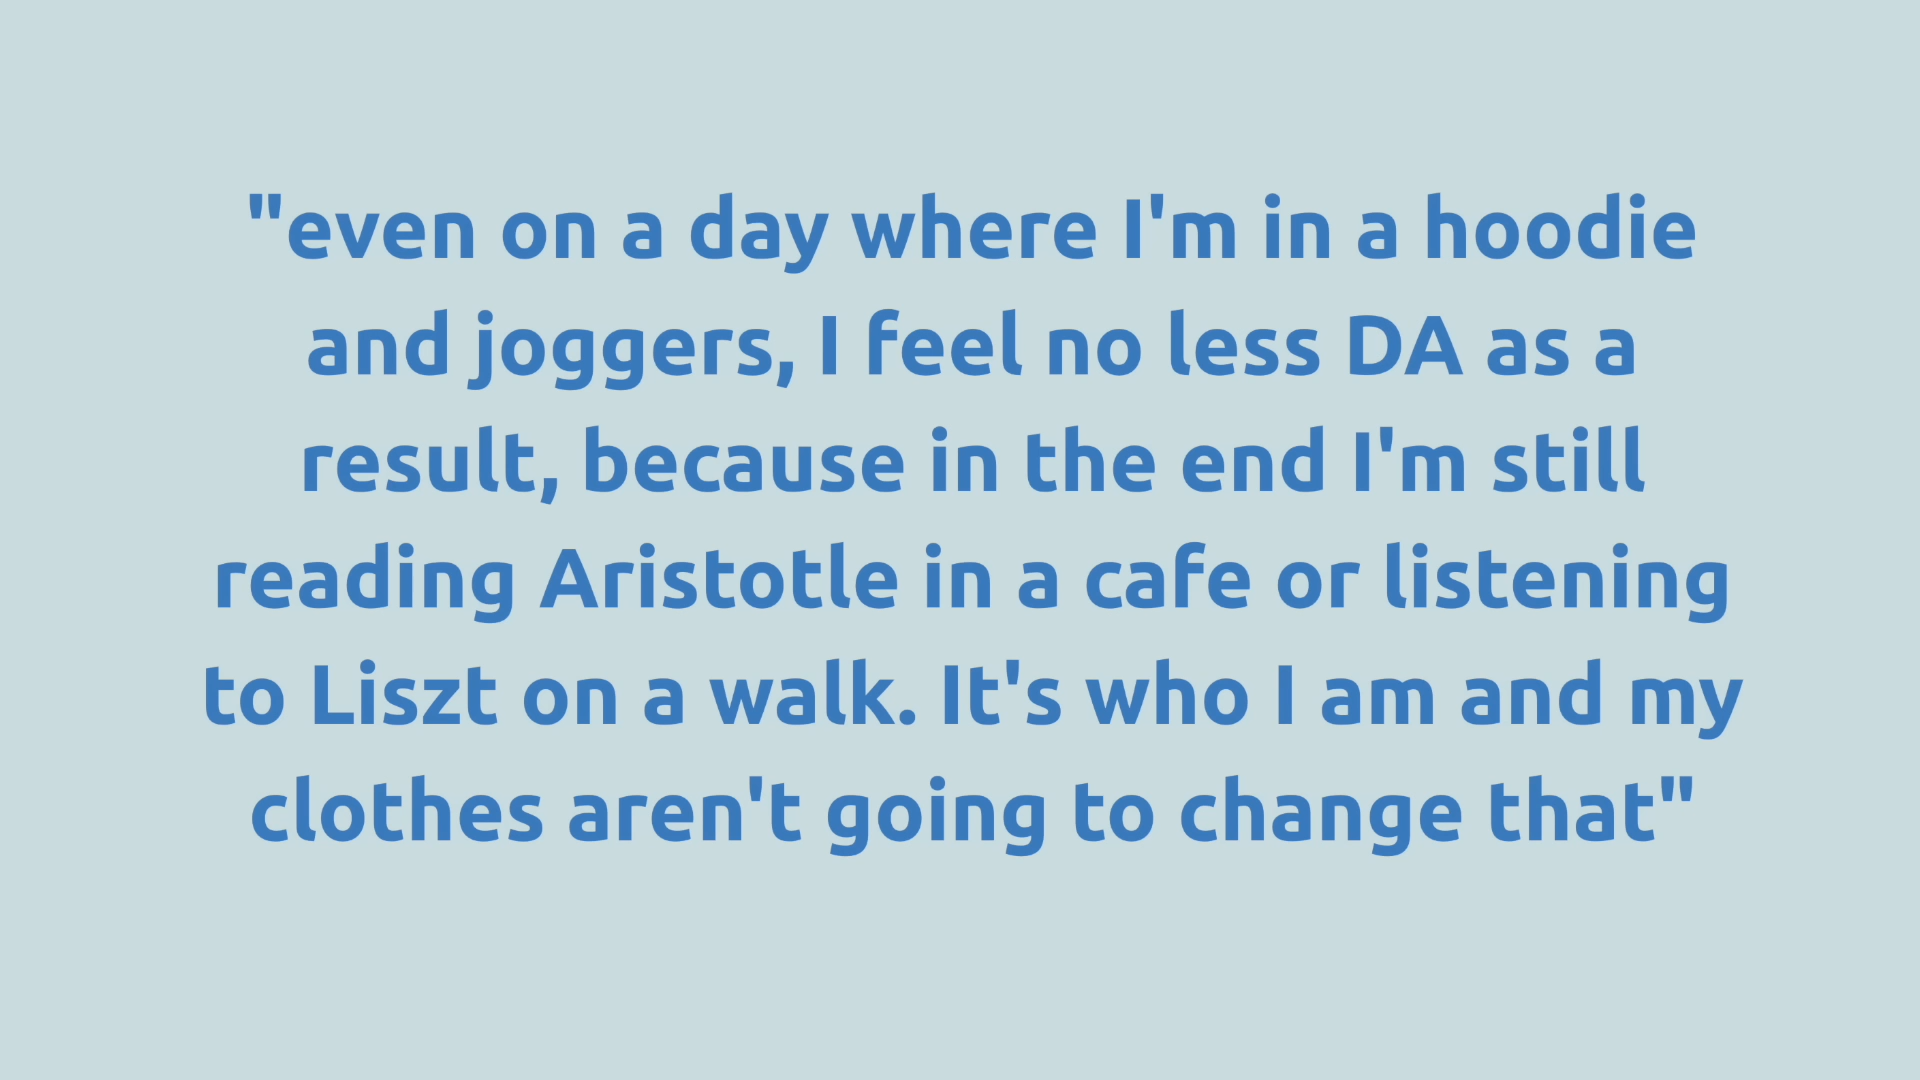 "even on a day where I'm in a hoodie
and joggers, I feel no less DA as a
result, because in the end I'm still
reading Aristotle in a cafe or listening
to Liszt on a walk. It's who I am and my
clothes aren't going to change that"